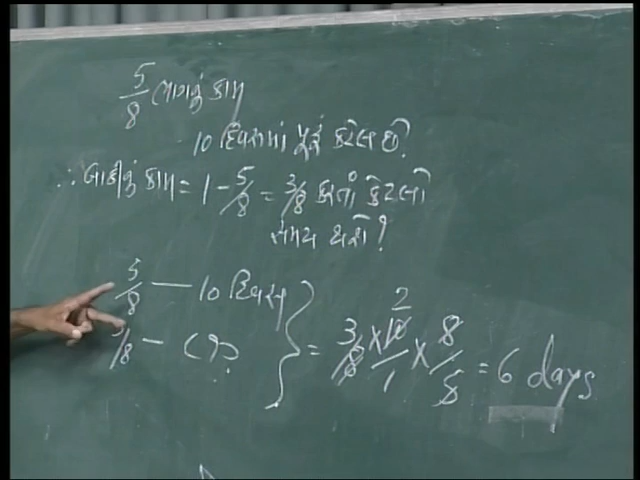 5/8 ભાગનું કામ
10 દિવસમાં પૂરું કરેલ છે.
∴ બાકીનું કામ = 1 - 5/8 = 3/8 કરતાં કેટલો
સમય થશે?
5/8 — 10 દિવસ
3/8 — (?)
} = 3/8 × 10/1 × 8/5 = 6 days
2